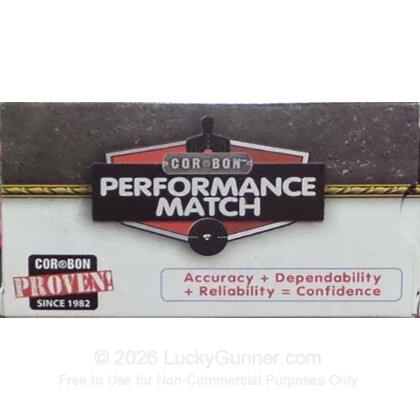 COR®BON™
PERFORMANCE
MATCH
COR®BON
PROVEN!
SINCE 1982
Accuracy + Dependability
+ Reliability = Confidence
© 2026 LuckyGunner.com
Free to Use for Non-Commercial Purposes Only